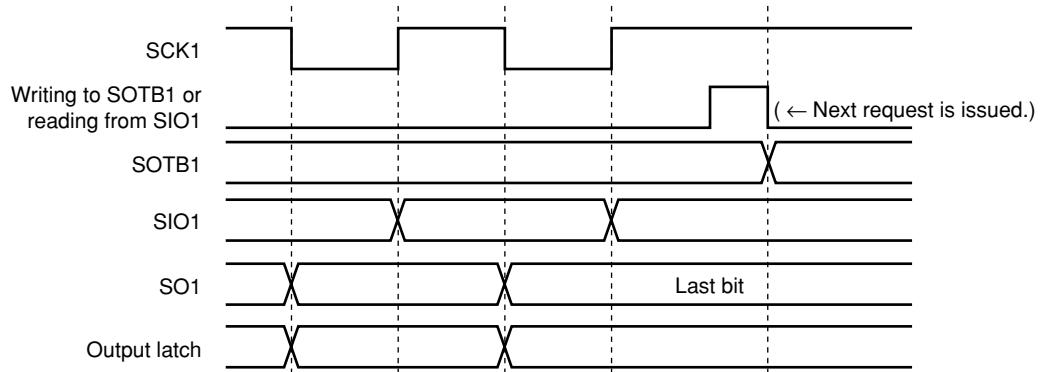 SCK1
Writing to SOTB1 or
reading from SIO1
( ← Next request is issued.)
SOTB1
SIO1
SO1
Last bit
Output latch